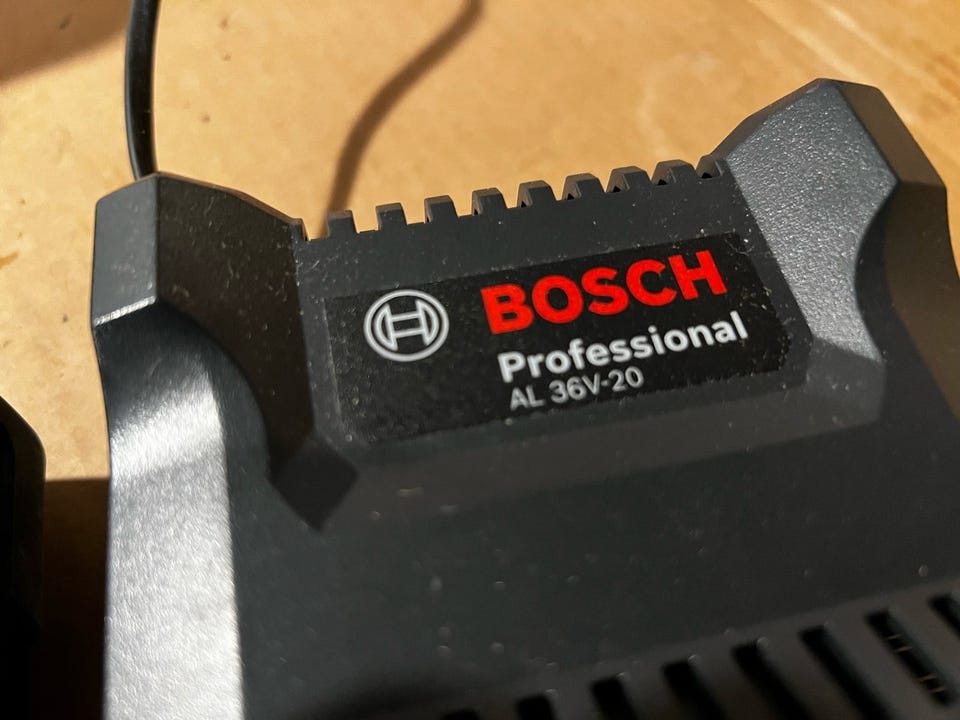 BOSCH
Professional
AL 36V-20